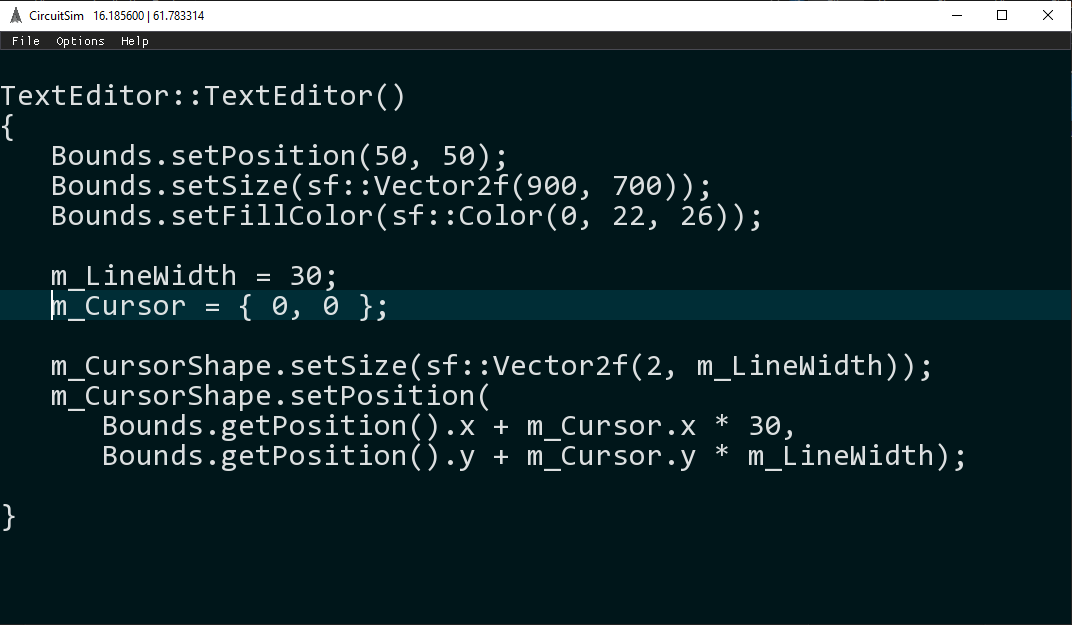 CircuitSim 16.185600 | 61.783314
File Options Help
TextEditor::TextEditor()
{
   Bounds.setPosition(50, 50);
   Bounds.setSize(sf::Vector2f(900, 700));
   Bounds.setFillColor(sf::Color(0, 22, 26));
   m_LineWidth = 30;
   m_Cursor = { 0, 0 };
   m_CursorShape.setSize(sf::Vector2f(2, m_LineWidth));
   m_CursorShape.setPosition(
      Bounds.getPosition().x + m_Cursor.x * 30,
      Bounds.getPosition().y + m_Cursor.y * m_LineWidth);
}